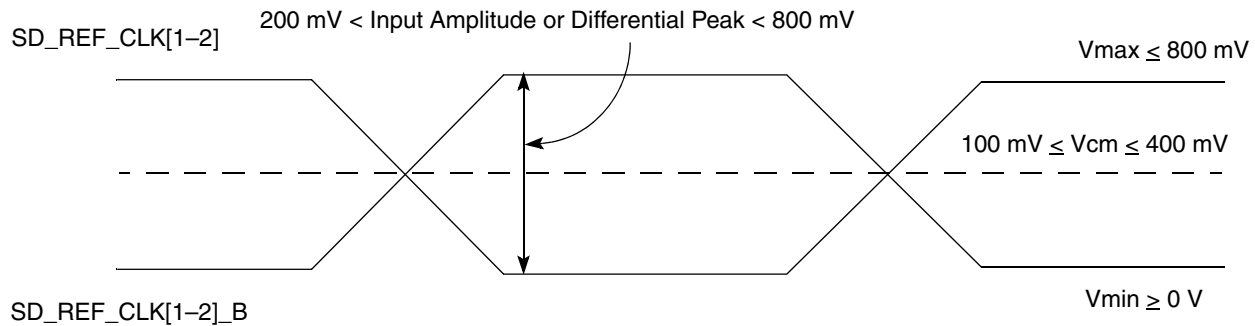 200 mV < Input Amplitude or Differential Peak < 800 mV
SD_REF_CLK[1–2]
Vmax ≤ 800 mV
100 mV ≤ Vcm ≤ 400 mV
Vmin ≥ 0 V
SD_REF_CLK[1–2]_B